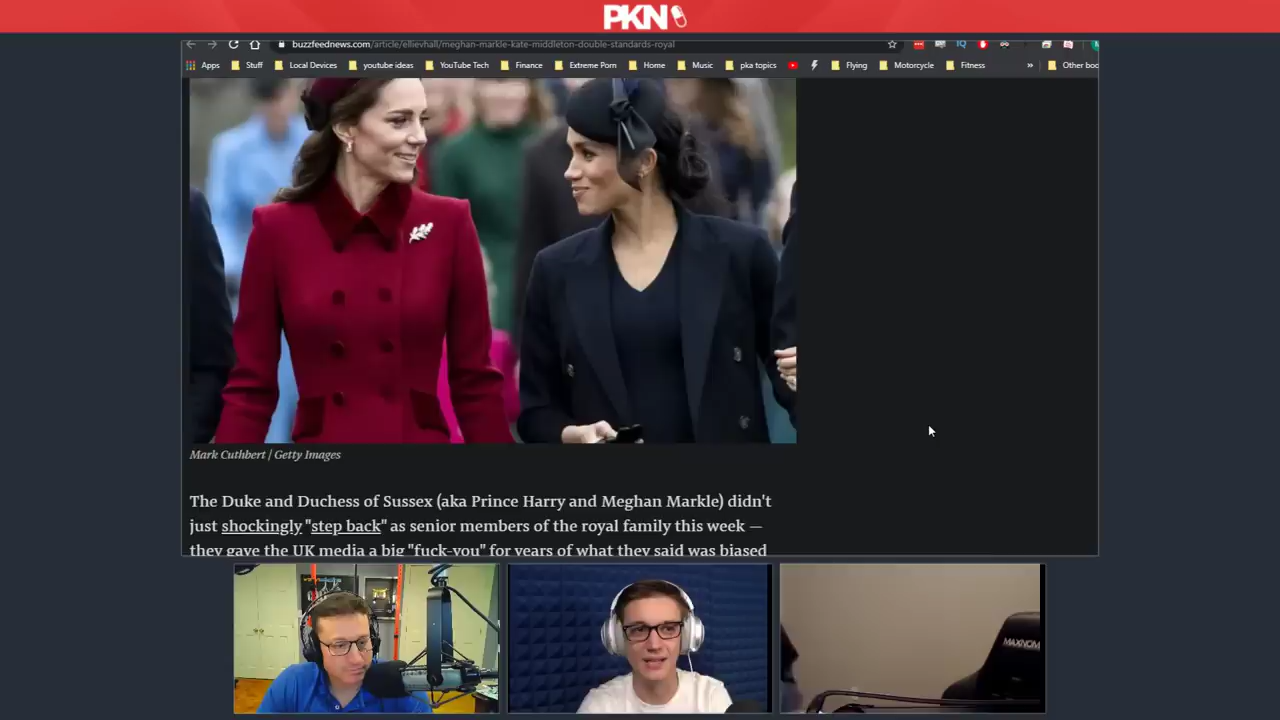 PKN
buzzfeednews.com/article/ellievhall/meghan-markle-kate-middleton-double-standards-royal
Apps Stuff Local Devices youtube ideas YouTube Tech Finance Extreme Porn Home Music pka topics Flying Motorcycle Fitness » Other boo
Mark Cuthbert | Getty Images
The Duke and Duchess of Sussex (aka Prince Harry and Meghan Markle) didn't
just shockingly "step back" as senior members of the royal family this week —
they gave the UK media a big "fuck-you" for years of what they said was biased
MAXNOM